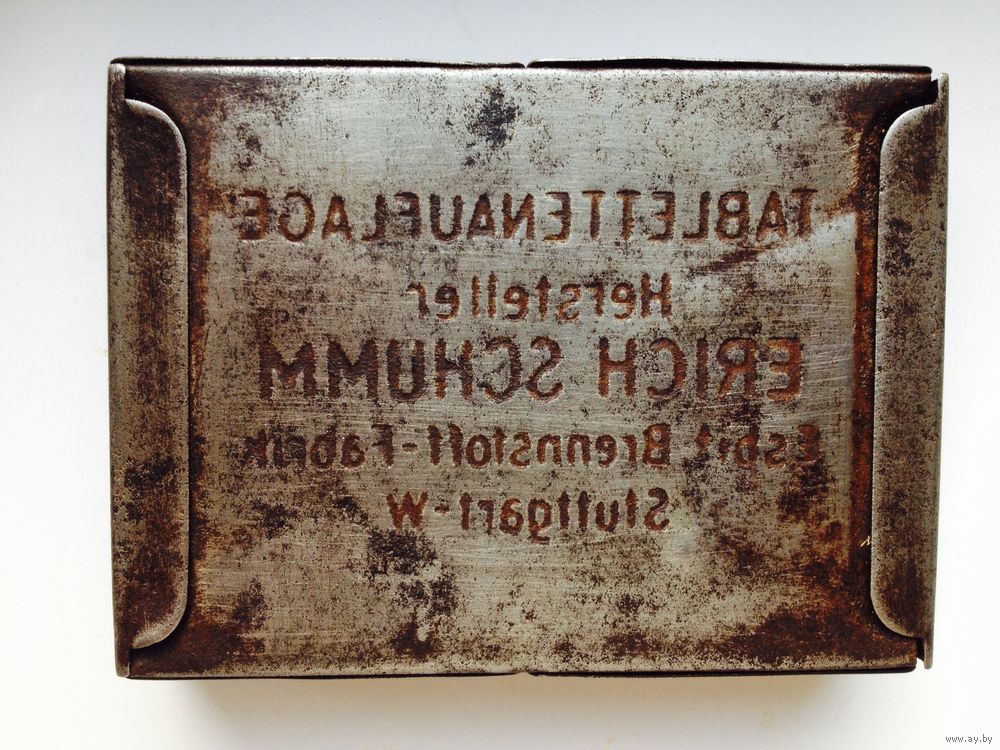 TABLETTENAUFLAGE
Hersteller
ERICH SCHUMM
Esbit Brennstoff-Fabrik
Stuttgart-W
www.ay.by